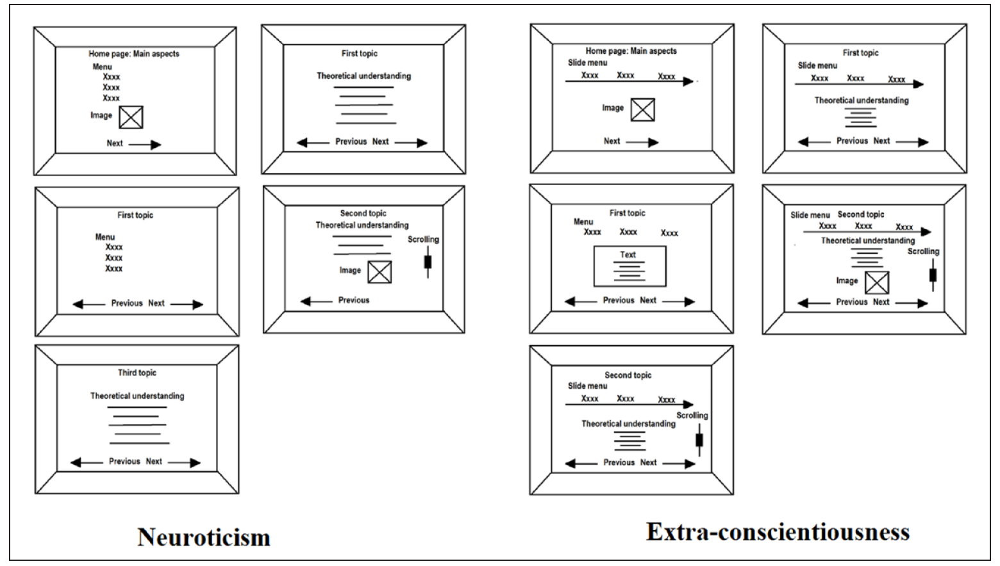 Home page: Main aspects
Menu
Xxxx
Xxxx
Xxxx
Image
Next
First topic
Theoretical understanding
Previous Next
First topic
Menu
Xxxx
Xxxx
Xxxx
Previous Next
Second topic
Theoretical understanding
Scrolling
Image
Previous
Third topic
Theoretical understanding
Previous Next
Neuroticism
Home page: Main aspects
Slide menu
Xxxx Xxxx Xxxx
Image
Next
First topic
Slide menu
Xxxx Xxxx Xxxx
Theoretical understanding
Previous Next
First topic
Menu
Xxxx Xxxx Xxxx
Text
Previous Next
Slide menu Second topic
Xxxx Xxxx Xxxx
Theoretical understanding
Scrolling
Image
Previous Next
Second topic
Slide menu
Xxxx Xxxx Xxxx
Scrolling
Theoretical understanding
Previous Next
Extra-conscientiousness